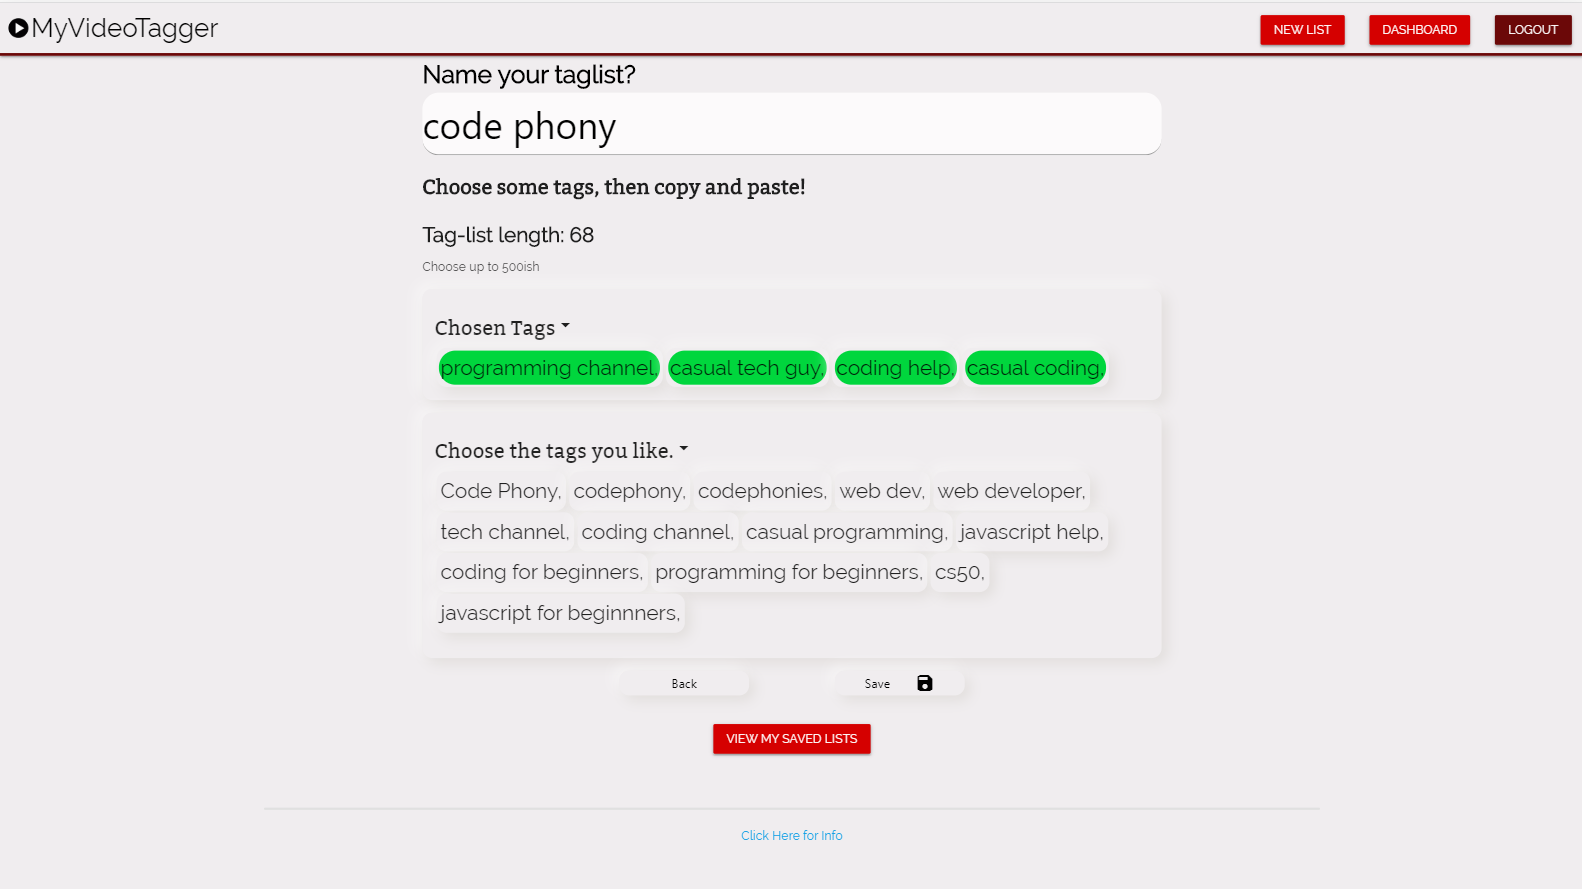 MyVideoTagger
NEW LIST DASHBOARD LOGOUT
Name your taglist?
code phony
Choose some tags, then copy and paste!
Tag-list length: 68
Choose up to 500ish
Chosen Tags
programming channel, casual tech guy, coding help, casual coding,
Choose the tags you like.
Code Phony, codephony, codephonies, web dev, web developer,
tech channel, coding channel, casual programming, javascript help,
coding for beginners, programming for beginners, cs50,
javascript for beginnners,
Back Save
VIEW MY SAVED LISTS
Click Here for Info